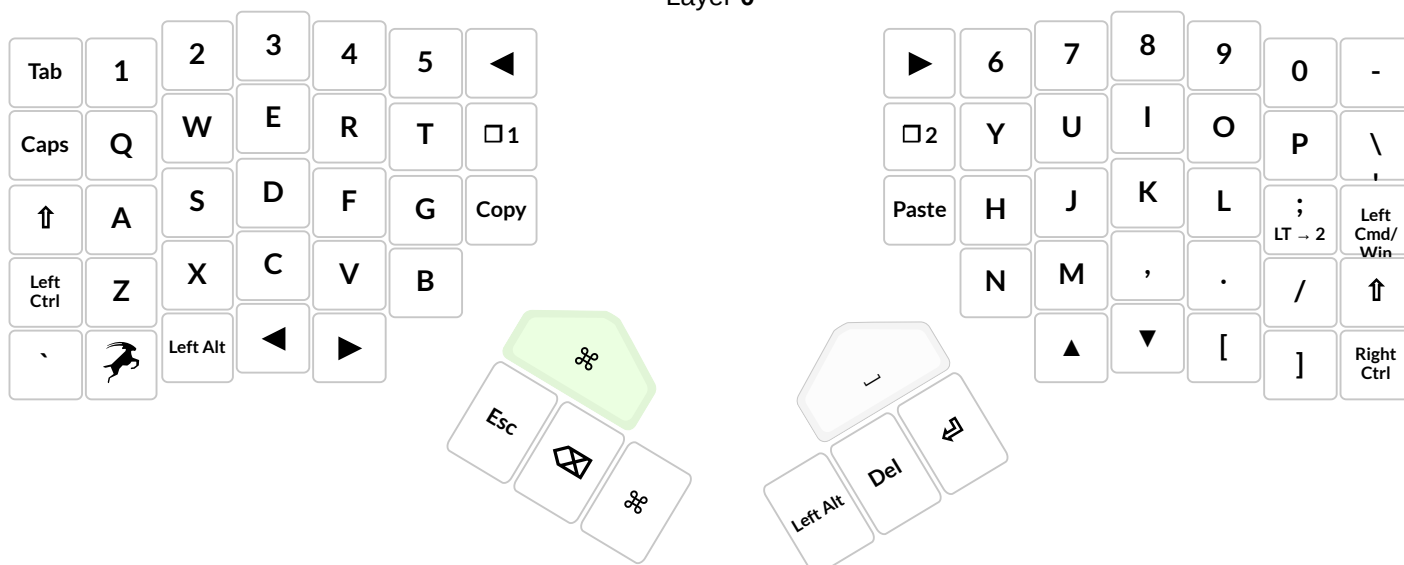 Layer 0
Tab 1 2 3 4 5 ◀ ▶ 6 7 8 9 0 -
Caps Q W E R T ❐ 1 ❐ 2 Y U I O P \
⇧ A S D F G Copy Paste H J K L ; '
LT → 2 Left
Cmd/
Win
Left
Ctrl Z X C V B N M , . / ⇧
` Left Alt ◀ ▶ ▲ ▼ [ ] Right
Ctrl
⌘ ⎵
Esc ⌫ ⌘ Left Alt Del ⏎